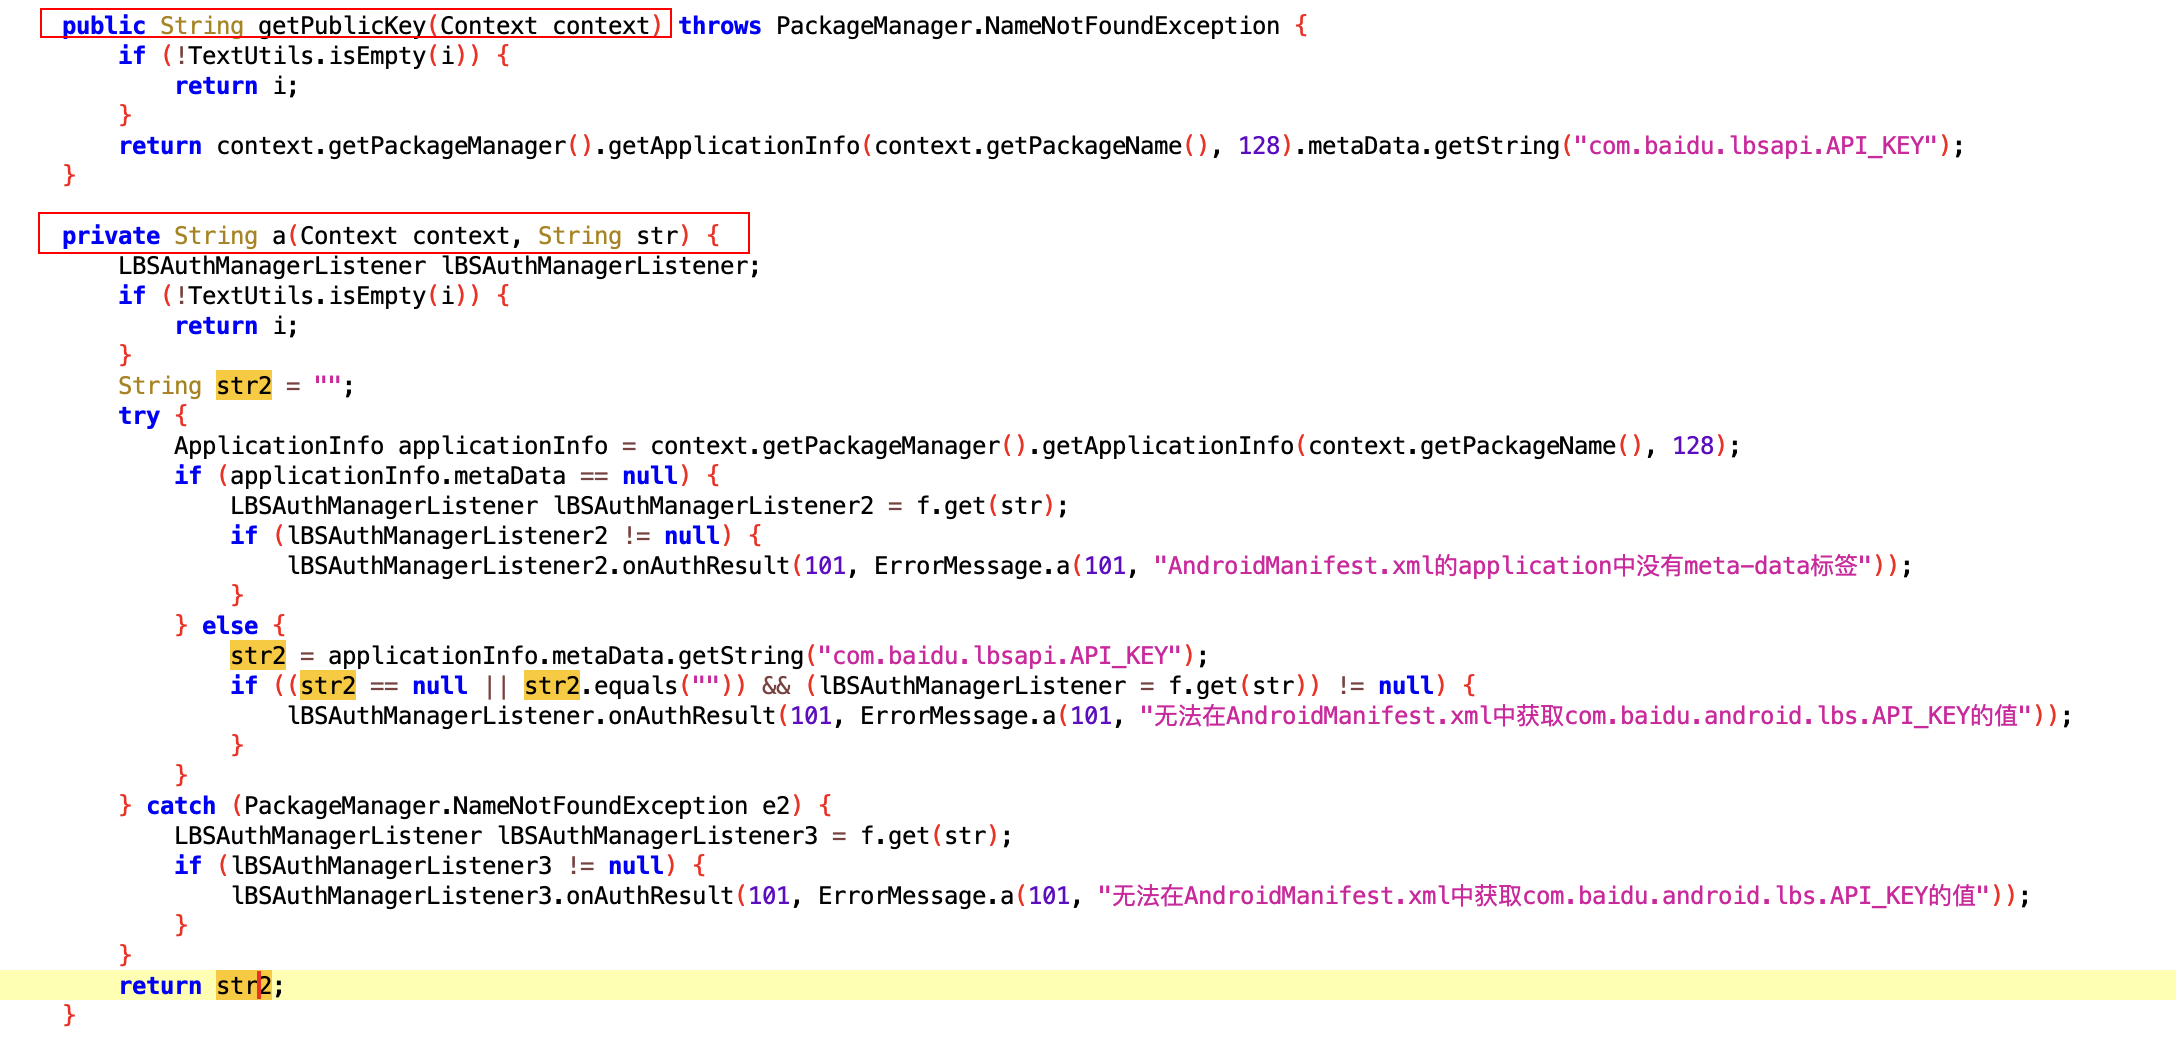 public String getPublicKey(Context context) throws PackageManager.NameNotFoundException {
    if (!TextUtils.isEmpty(i)) {
        return i;
    }
    return context.getPackageManager().getApplicationInfo(context.getPackageName(), 128).metaData.getString("com.baidu.lbsapi.API_KEY");
}
private String a(Context context, String str) {
    LBSAuthManagerListener lBSAuthManagerListener;
    if (!TextUtils.isEmpty(i)) {
        return i;
    }
    String str2 = "";
    try {
        ApplicationInfo applicationInfo = context.getPackageManager().getApplicationInfo(context.getPackageName(), 128);
        if (applicationInfo.metaData == null) {
            LBSAuthManagerListener lBSAuthManagerListener2 = f.get(str);
            if (lBSAuthManagerListener2 != null) {
                lBSAuthManagerListener2.onAuthResult(101, ErrorMessage.a(101, "AndroidManifest.xml的application中没有meta-data标签"));
            }
        } else {
            str2 = applicationInfo.metaData.getString("com.baidu.lbsapi.API_KEY");
            if ((str2 == null || str2.equals("")) && (lBSAuthManagerListener = f.get(str)) != null) {
                lBSAuthManagerListener.onAuthResult(101, ErrorMessage.a(101, "无法在AndroidManifest.xml中获取com.baidu.android.lbs.API_KEY的值"));
            }
        }
    } catch (PackageManager.NameNotFoundException e2) {
        LBSAuthManagerListener lBSAuthManagerListener3 = f.get(str);
        if (lBSAuthManagerListener3 != null) {
            lBSAuthManagerListener3.onAuthResult(101, ErrorMessage.a(101, "无法在AndroidManifest.xml中获取com.baidu.android.lbs.API_KEY的值"));
        }
    }
    return str2;
}